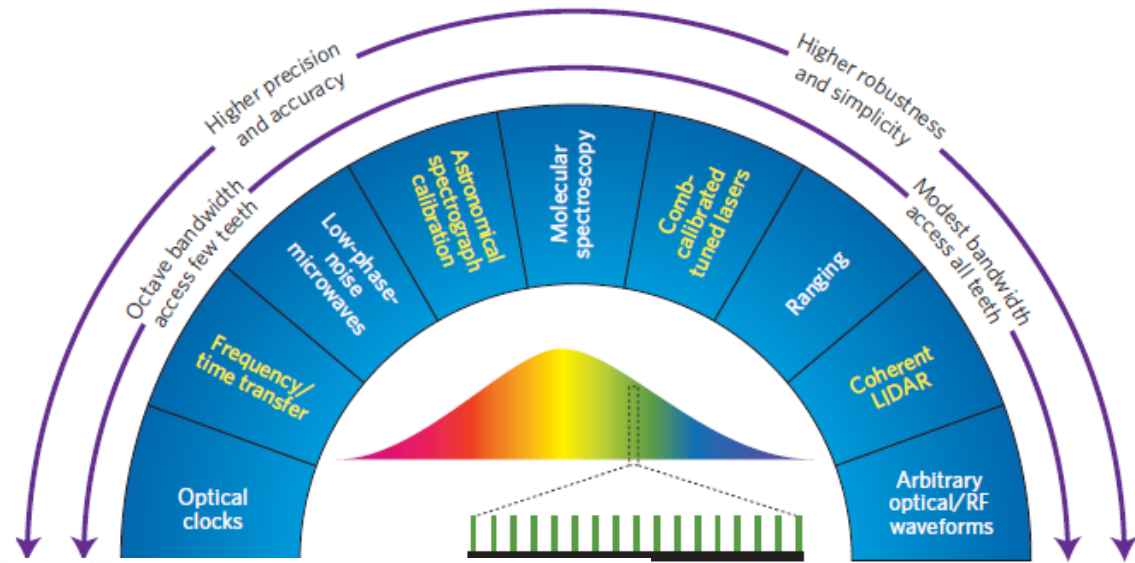 Higher precision
and accuracy
Higher robustness
and simplicity
Octave bandwidth
access few teeth
Modest bandwidth
access all teeth
Optical
clocks
Frequency/
time transfer
Low-phase-
noise
microwaves
Astronomical
spectrograph
calibration
Molecular
spectroscopy
Comb-
calibrated
tuned lasers
Ranging
Coherent
LIDAR
Arbitrary
optical/RF
waveforms